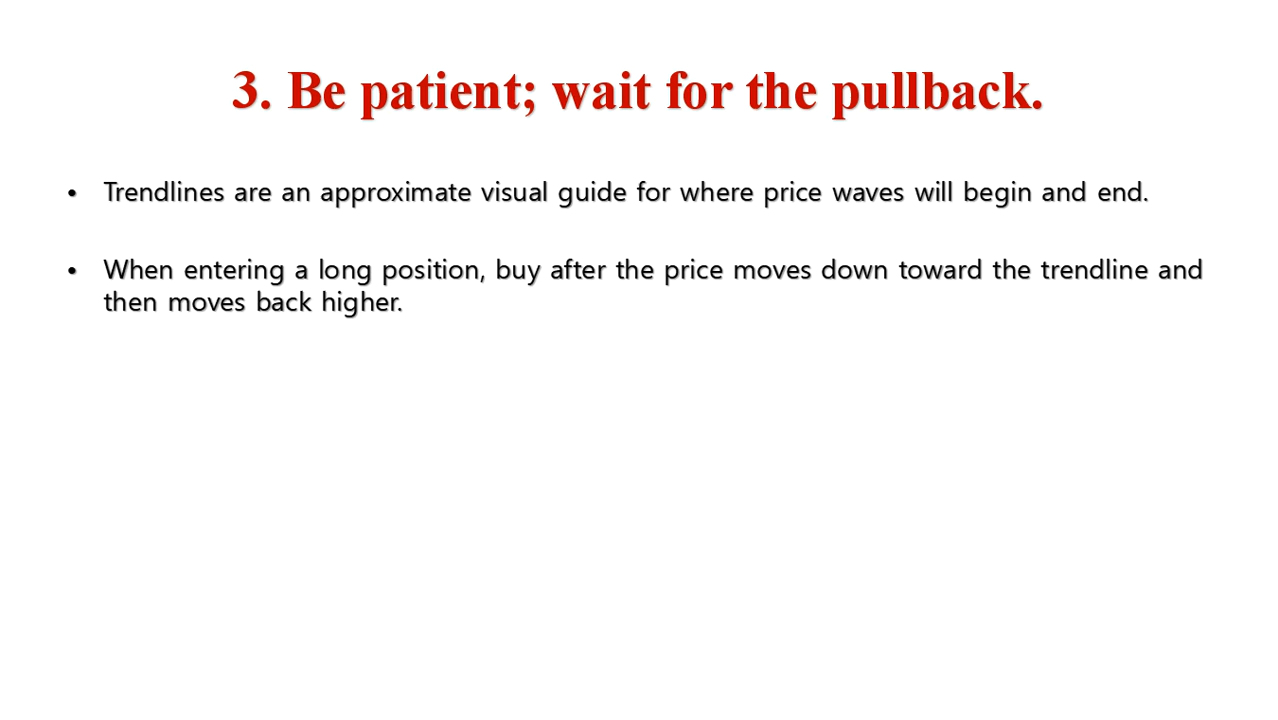 3. Be patient; wait for the pullback.
• Trendlines are an approximate visual guide for where price waves will begin and end.
• When entering a long position, buy after the price moves down toward the trendline and
then moves back higher.